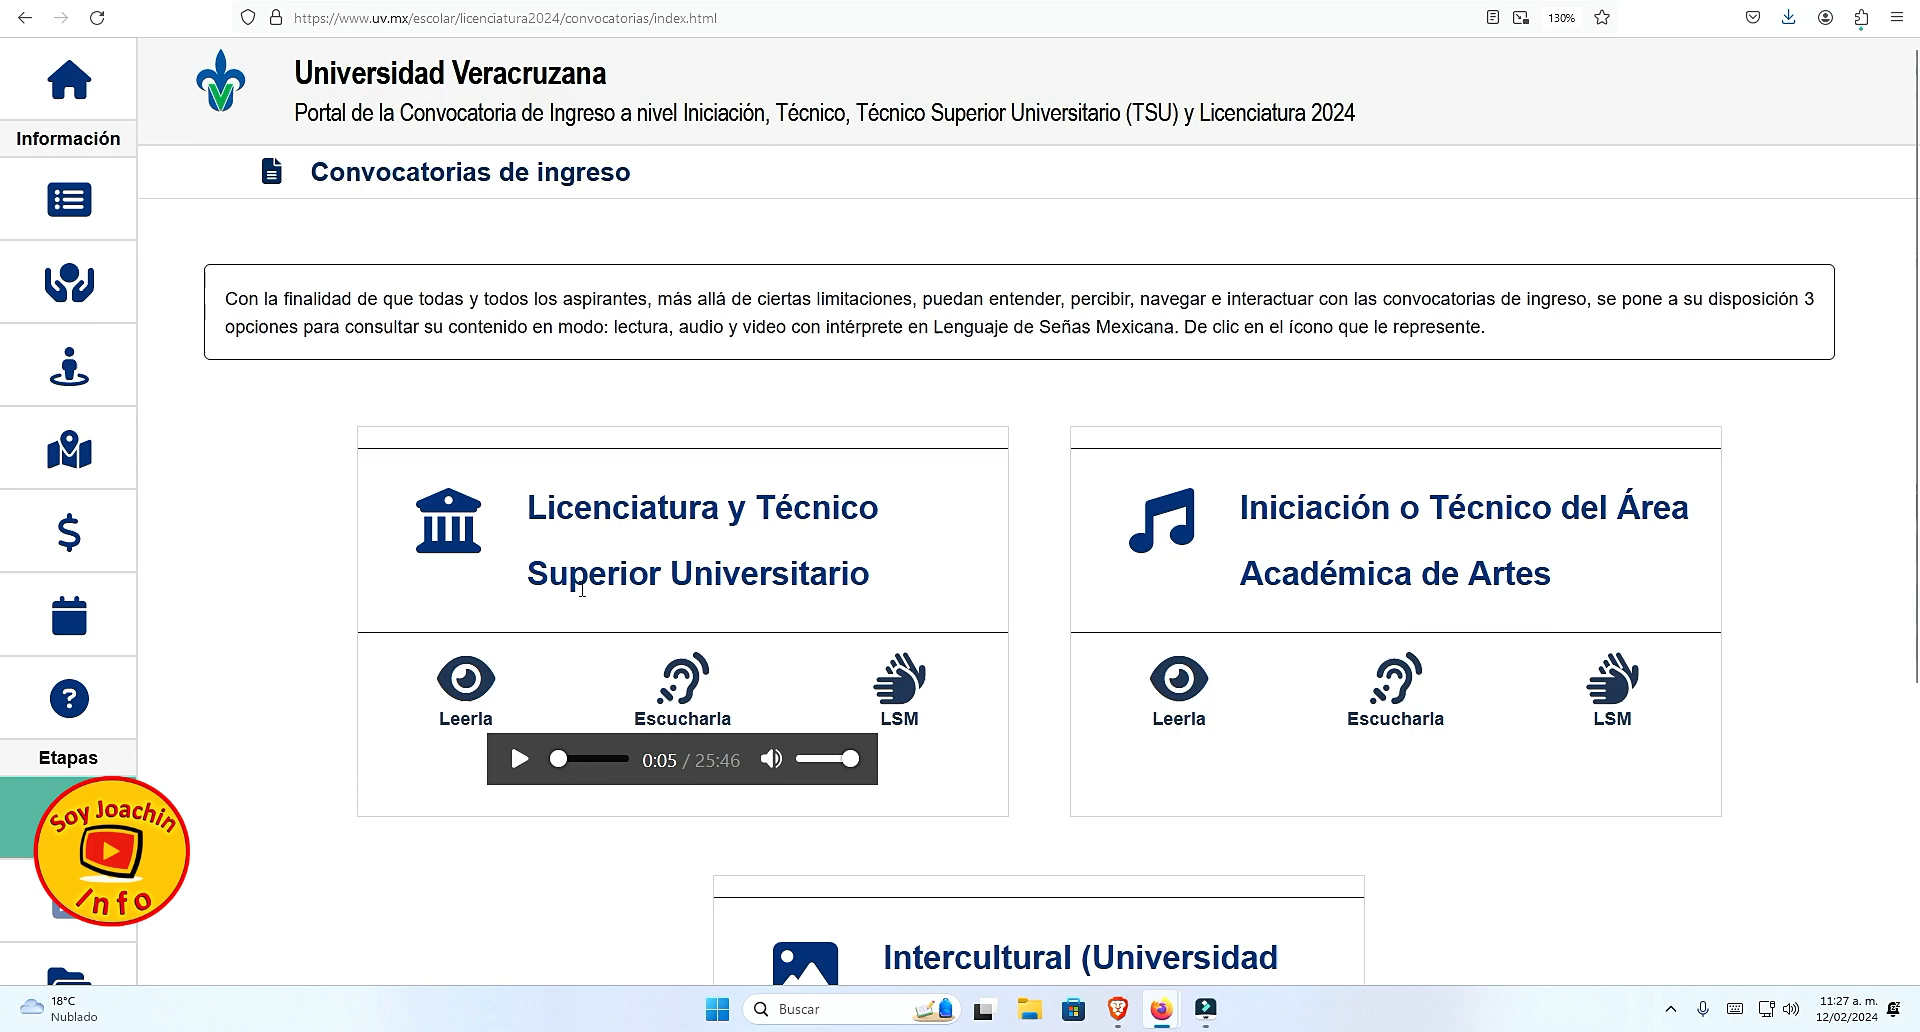 https://www.uv.mx/escolar/licenciatura2024/convocatorias/index.html
130%
Universidad Veracruzana
Portal de la Convocatoria de Ingreso a nivel Iniciación, Técnico, Técnico Superior Universitario (TSU) y Licenciatura 2024
Información
Convocatorias de ingreso
Con la finalidad de que todas y todos los aspirantes, más allá de ciertas limitaciones, puedan entender, percibir, navegar e interactuar con las convocatorias de ingreso, se pone a su disposición 3
opciones para consultar su contenido en modo: lectura, audio y video con intérprete en Lenguaje de Señas Mexicana. De clic en el ícono que le represente.
Licenciatura y Técnico
Superior Universitario
Leerla
Escucharla
LSM
0:05 / 25:46
Iniciación o Técnico del Área
Académica de Artes
Leerla
Escucharla
LSM
Etapas
Soy Joachin
Info
Intercultural (Universidad
18°C
Nublado
Buscar
11:27 a. m.
12/02/2024